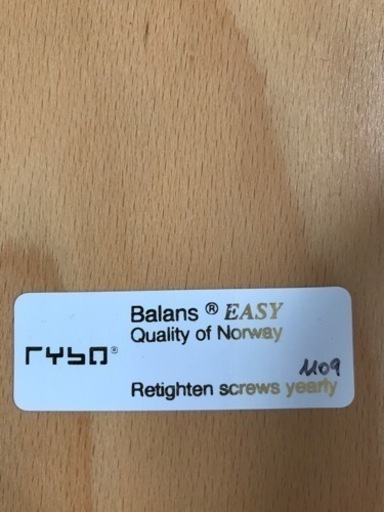 Balans ® EASY
Quality of Norway
rybo®
1109
Retighten screws yearly